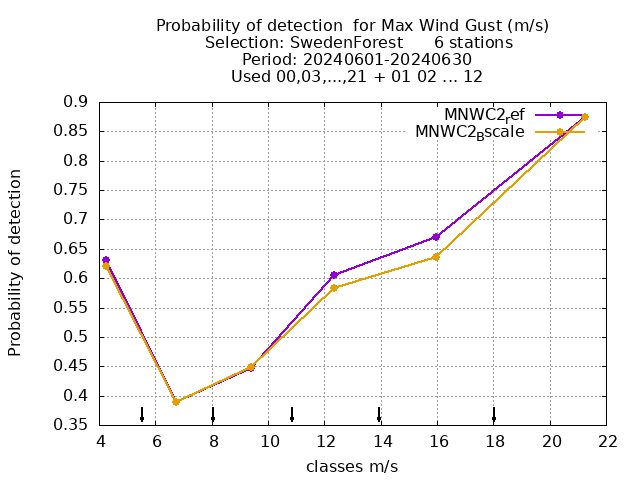 Probability of detection  for Max Wind Gust (m/s)
Selection: SwedenForest      6 stations
Period: 20240601-20240630
Used 00,03,...,21 + 01 02 ... 12
MNWC2ref
MNWC2Bscale
Probability of detection
0.9
0.85
0.8
0.75
0.7
0.65
0.6
0.55
0.5
0.45
0.4
0.35
4 6 8 10 12 14 16 18 20 22
classes m/s